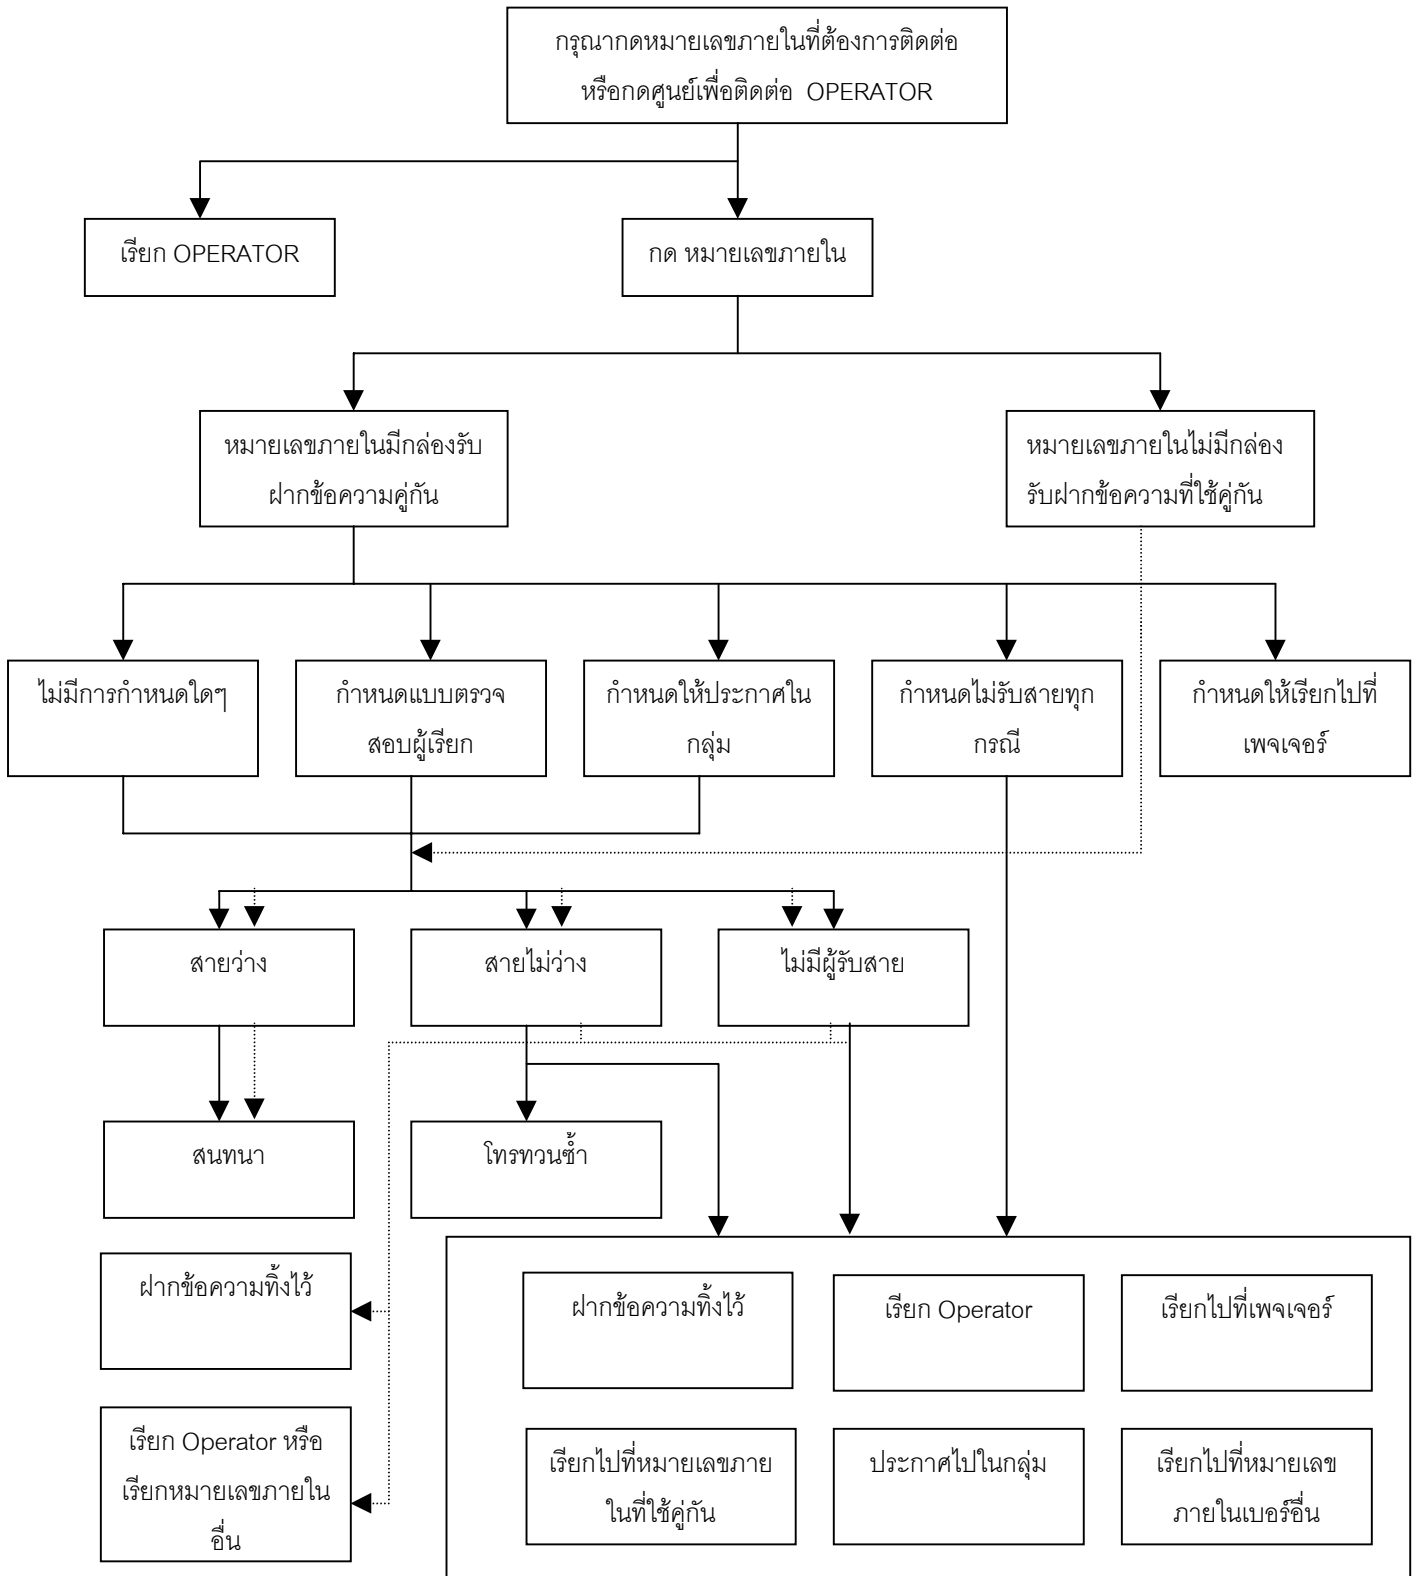 กรุณากดหมายเลขภายในที่ต้องการติดต่อ
หรือกดศูนย์เพื่อติดต่อ OPERATOR
เรียก OPERATOR
กด หมายเลขภายใน
หมายเลขภายในมีกล่องรับ
ฝากข้อความคู่กัน
หมายเลขภายในไม่มีกล่อง
รับฝากข้อความที่ใช้คู่กัน
ไม่มีการกำหนดใดๆ
กำหนดแบบตรวจ
สอบผู้เรียก
กำหนดให้ประกาศใน
กลุ่ม
กำหนดไม่รับสายทุก
กรณี
กำหนดให้เรียกไปที่
เพจเจอร์
สายว่าง
สายไม่ว่าง
ไม่มีผู้รับสาย
สนทนา
โทรทวนซ้ำ
ฝากข้อความทิ้งไว้
เรียก Operator หรือ
เรียกหมายเลขภายใน
อื่น
ฝากข้อความทิ้งไว้
เรียก Operator
เรียกไปที่เพจเจอร์
เรียกไปที่หมายเลขภาย
ในที่ใช้คู่กัน
ประกาศไปในกลุ่ม
เรียกไปที่หมายเลข
ภายในเบอร์อื่น